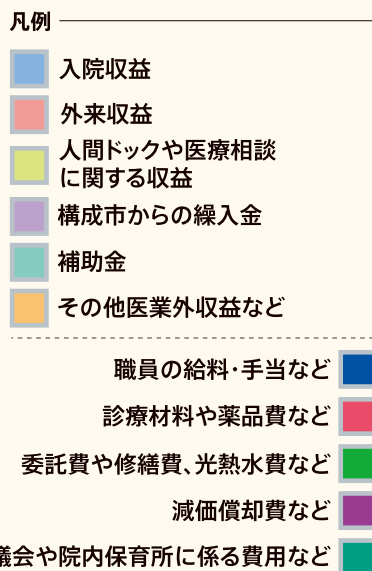 凡例
入院収益
外来収益
人間ドックや医療相談
に関する収益
構成市からの繰入金
補助金
その他医業外収益など
職員の給料・手当など
診療材料や薬品費など
委託費や修繕費、光熱水費など
減価償却費など
議会や院内保育所に係る費用など